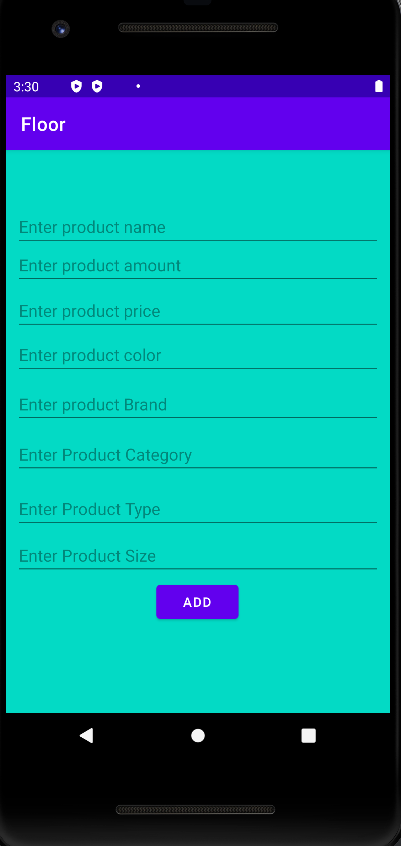 3:30
Floor
Enter product name
Enter product amount
Enter product price
Enter product color
Enter product Brand
Enter Product Category
Enter Product Type
Enter Product Size
ADD